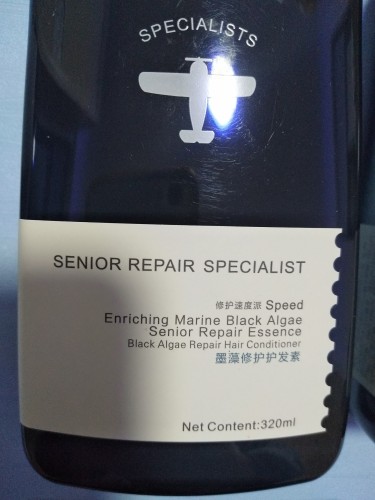 SPECIALISTS
SENIOR REPAIR SPECIALIST
修护速度派 Speed
Enriching Marine Black Algae
Senior Repair Essence
Black Algae Repair Hair Conditioner
墨藻修护护发素
Net Content:320ml